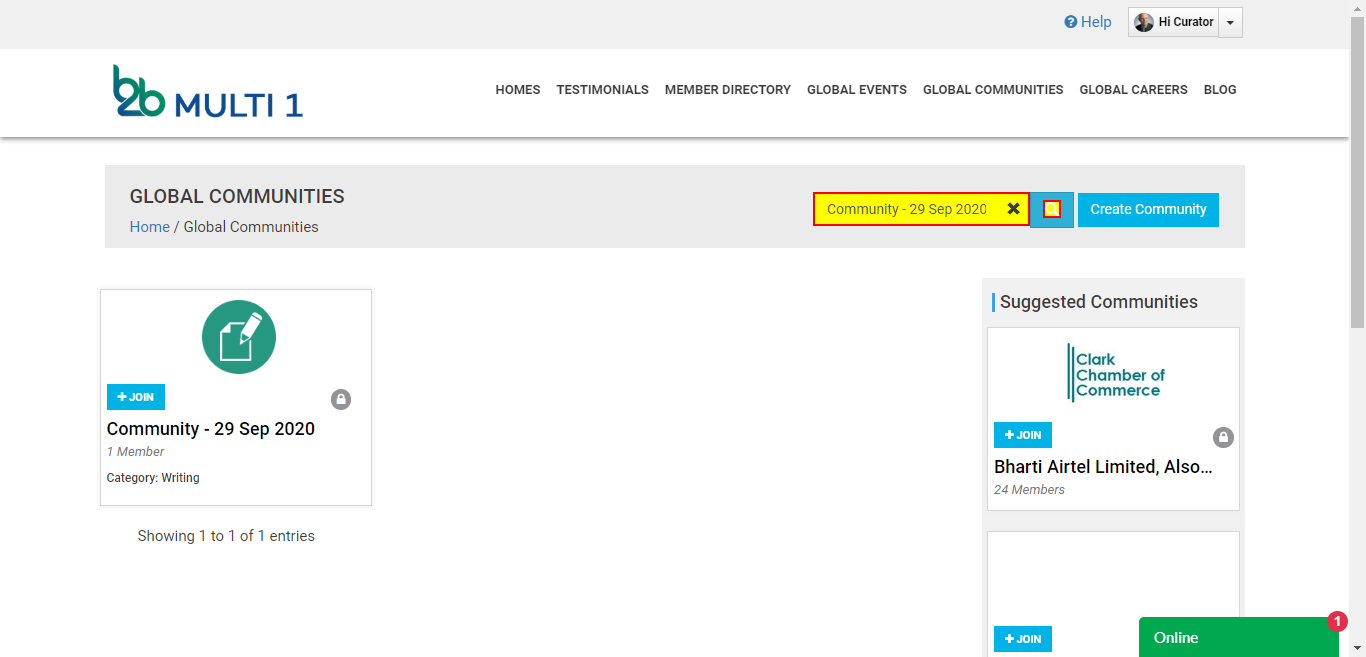 Help
Hi Curator
b2b MULTI 1
HOMES TESTIMONIALS MEMBER DIRECTORY GLOBAL EVENTS GLOBAL COMMUNITIES GLOBAL CAREERS BLOG
GLOBAL COMMUNITIES
Home / Global Communities
Community - 29 Sep 2020
Create Community
JOIN
Community - 29 Sep 2020
1 Member
Category: Writing
Showing 1 to 1 of 1 entries
Suggested Communities
Clark
Chamber of
Commerce
JOIN
Bharti Airtel Limited, Also...
24 Members
JOIN
Online
1